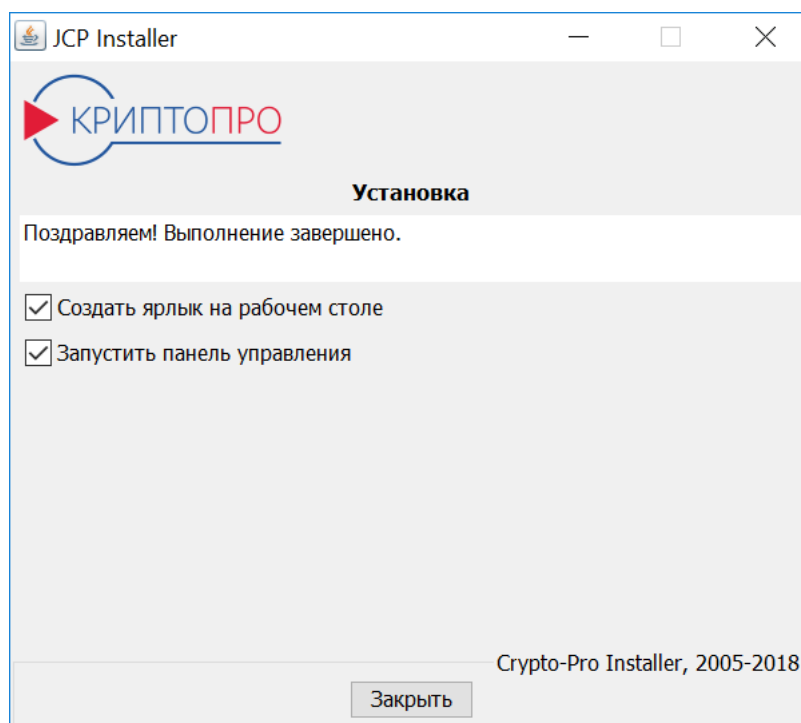 JCP Installer
КРИПТОПРО
Установка
Поздравляем! Выполнение завершено.
Создать ярлык на рабочем столе
Запустить панель управления
Crypto-Pro Installer, 2005-2018
Закрыть